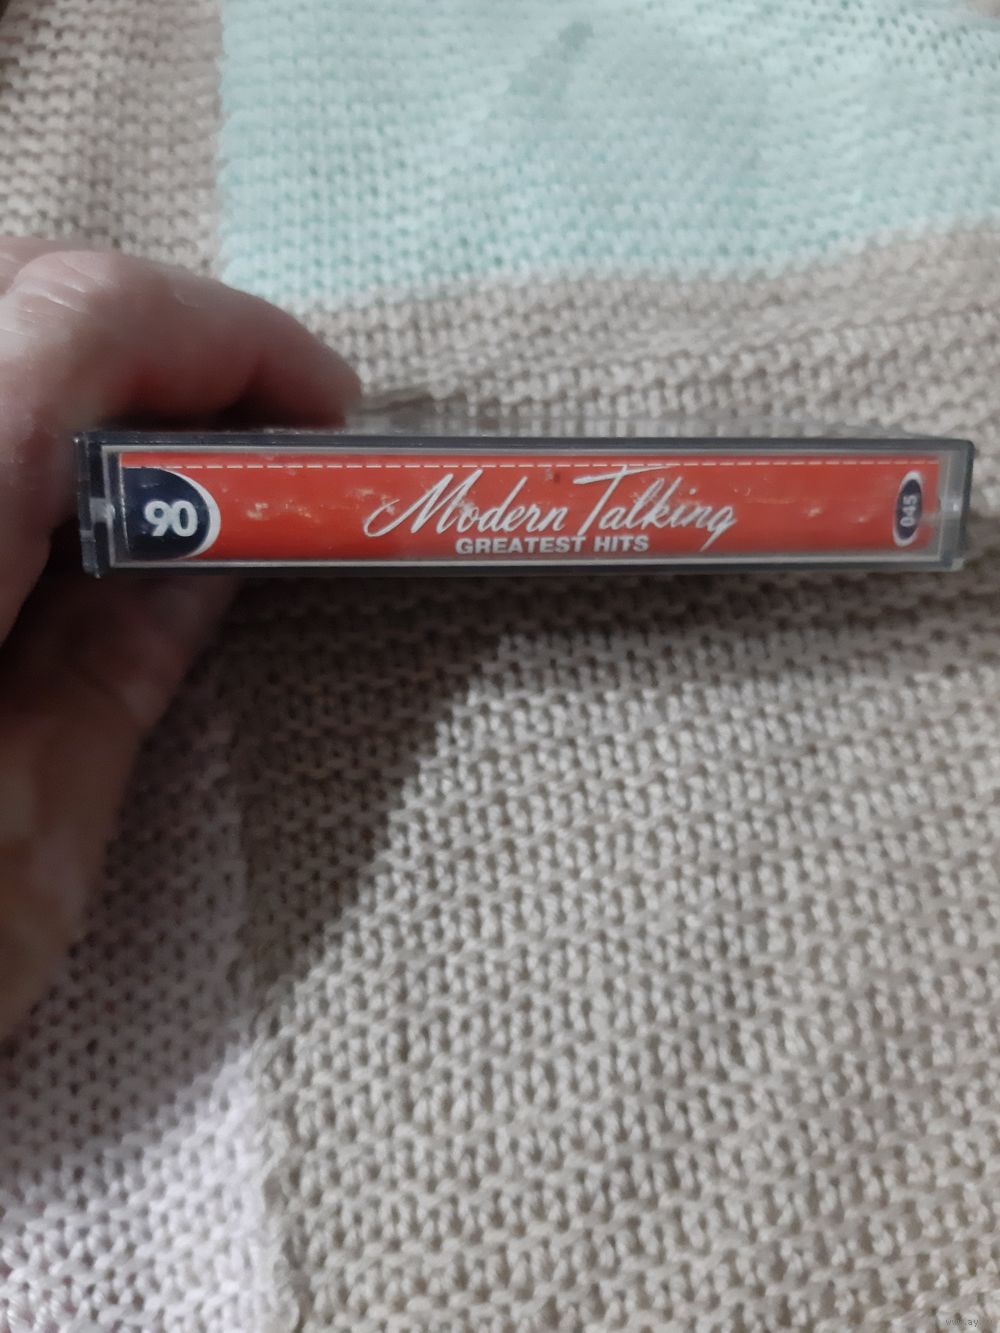 90
Modern Talking
GREATEST HITS
045